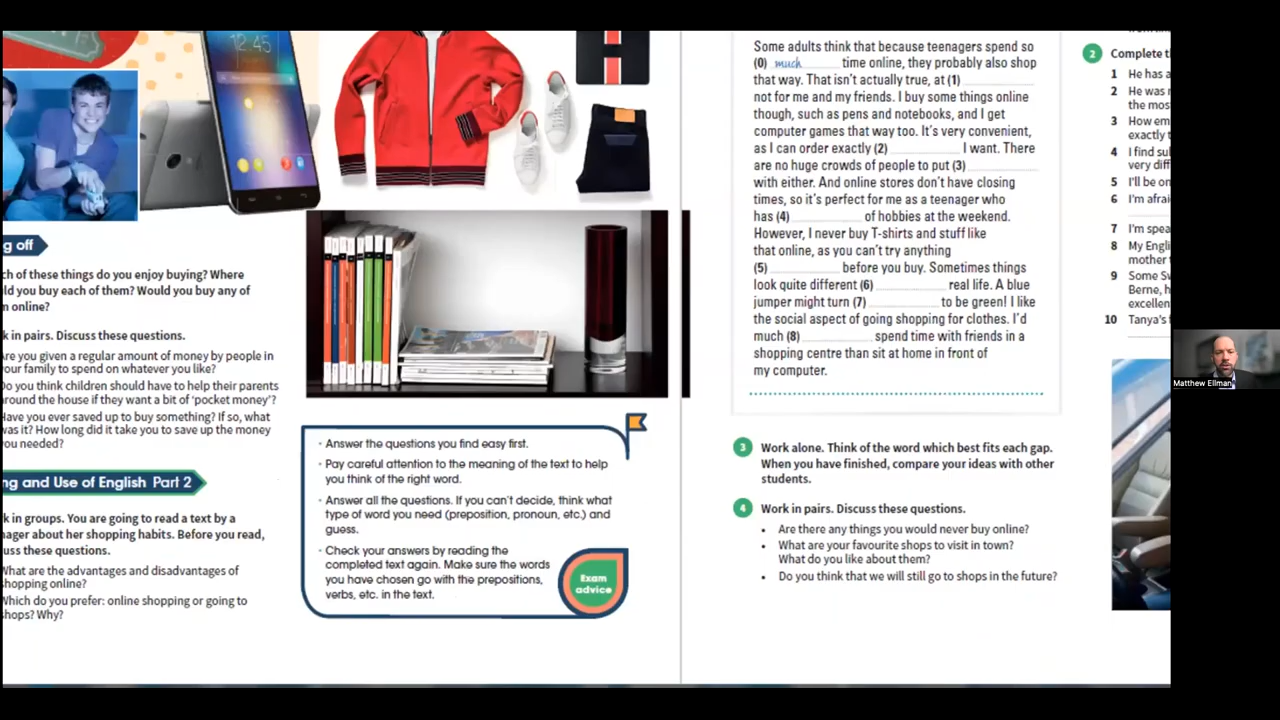 12:45
g off
ch of these things do you enjoy buying? Where
ld you buy each of them? Would you buy any of
m online?
k in pairs. Discuss these questions.
Are you given a regular amount of money by people in
your family to spend on whatever you like?
Do you think children should have to help their parents
around the house if they want a bit of ‘pocket money’?
Have you ever saved up to buy something? If so, what
was it? How long did it take you to save up the money
you needed?
ng and Use of English Part 2
k in groups. You are going to read a text by a
nager about her shopping habits. Before you read,
uss these questions.
What are the advantages and disadvantages of
shopping online?
Which do you prefer: online shopping or going to
shops? Why?
· Answer the questions you find easy first.
· Pay careful attention to the meaning of the text to help
you think of the right word.
· Answer all the questions. If you can’t decide, think what
type of word you need (preposition, pronoun, etc.) and
guess.
· Check your answers by reading the
completed text again. Make sure the words
you have chosen go with the prepositions,
verbs, etc. in the text.
Exam
advice
Some adults think that because teenagers spend so
(0) much time online, they probably also shop
that way. That isn’t actually true, at (1)
not for me and my friends. I buy some things online
though, such as pens and notebooks, and I get
computer games that way too. It’s very convenient,
as I can order exactly (2) I want. There
are no huge crowds of people to put (3)
with either. And online stores don’t have closing
times, so it’s perfect for me as a teenager who
has (4) of hobbies at the weekend.
However, I never buy T-shirts and stuff like
that online, as you can’t try anything
(5) before you buy. Sometimes things
look quite different (6) real life. A blue
jumper might turn (7) to be green! I like
the social aspect of going shopping for clothes. I’d
much (8) spend time with friends in a
shopping centre than sit at home in front of
my computer.
3 Work alone. Think of the word which best fits each gap.
When you have finished, compare your ideas with other
students.
4 Work in pairs. Discuss these questions.
• Are there any things you would never buy online?
• What are your favourite shops to visit in town?
What do you like about them?
• Do you think that we will still go to shops in the future?
2 Complete t
1 He has a
2 He was
the mos
3 How em
exactly t
4 I find su
very diff
5 I’ll be on
6 I’m afrai
7 I’m spea
8 My Engli
mother t
9 Some Sw
Berne, h
excellen
10 Tanya’s
Matthew Ellman